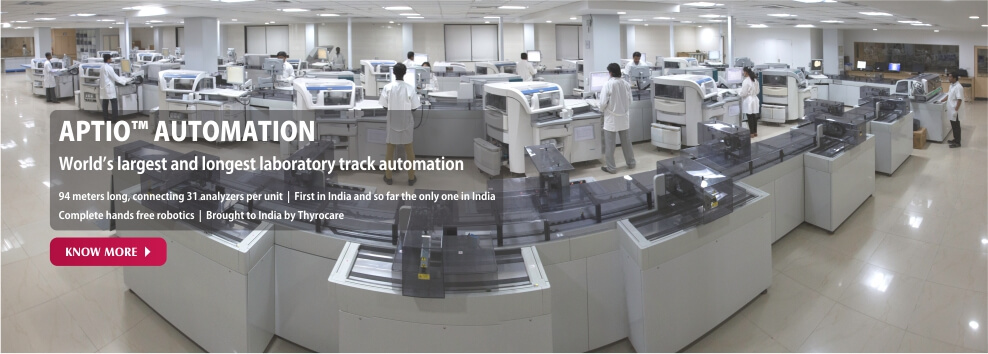 APTIO™ AUTOMATION
World's largest and longest laboratory track automation
94 meters long, connecting 31 analyzers per unit | First in India and so far the only one in India
Complete hands free robotics | Brought to India by Thyrocare
KNOW MORE